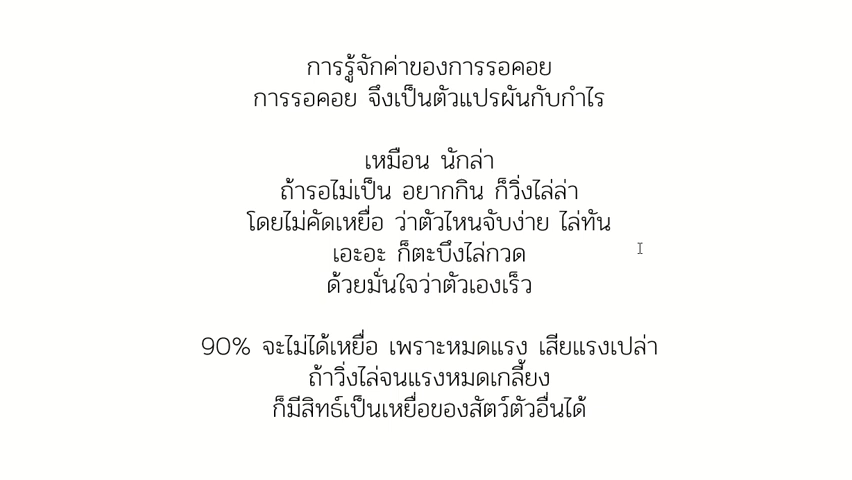 การรู้จักค่าของการรอคอย
การรอคอย จึงเป็นตัวแปรผันกับกำไร
เหมือน นักล่า
ถ้ารอไม่เป็น อยากกิน ก็วิ่งไล่ล่า
โดยไม่คัดเหยื่อ ว่าตัวไหนจับง่าย ไล่ทัน
เอะอะ ก็ตะบึงไล่กวด
ด้วยมั่นใจว่าตัวเองเร็ว
90% จะไม่ได้เหยื่อ เพราะหมดแรง เสียแรงเปล่า
ถ้าวิ่งไล่จนแรงหมดเกลี้ยง
ก็มีสิทธ์เป็นเหยื่อของสัตว์ตัวอื่นได้